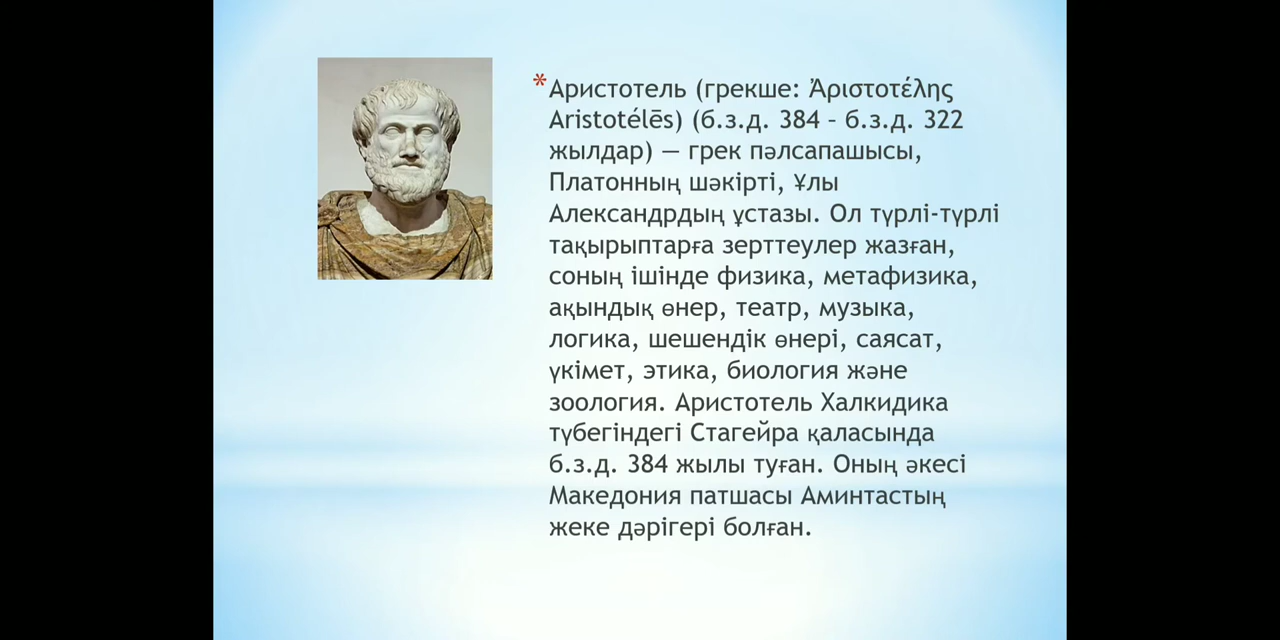 *Аристотель (грекше: Ἀριστοτέλης
Aristotélēs) (б.з.д. 384 – б.з.д. 322
жылдар) — грек пәлсапашысы,
Платонның шәкірті, Ұлы
Александрдың ұстазы. Ол түрлі-түрлі
тақырыптарға зерттеулер жазған,
соның ішінде физика, метафизика,
ақындық өнер, театр, музыка,
логика, шешендік өнері, саясат,
үкімет, этика, биология және
зоология. Аристотель Халкидика
түбегіндегі Стагейра қаласында
б.з.д. 384 жылы туған. Оның әкесі
Македония патшасы Аминтастың
жеке дәрігері болған.